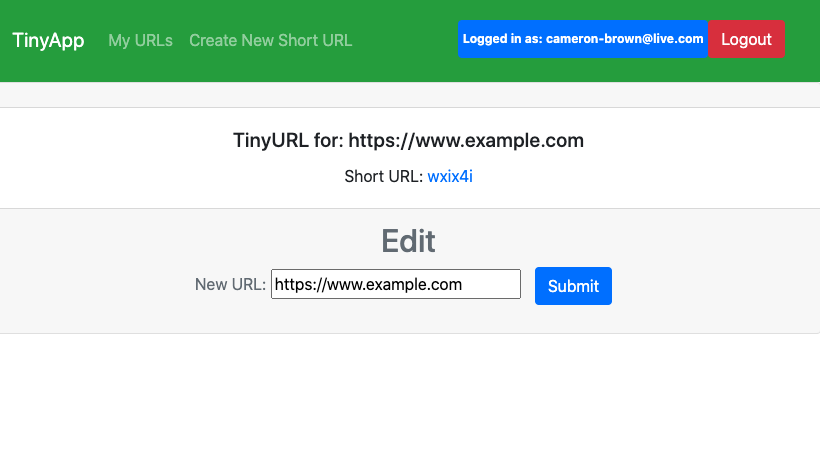 TinyApp My URLs Create New Short URL Logged in as: cameron-brown@live.com Logout
TinyURL for: https://www.example.com
Short URL: wxix4i
Edit
New URL: https://www.example.com Submit